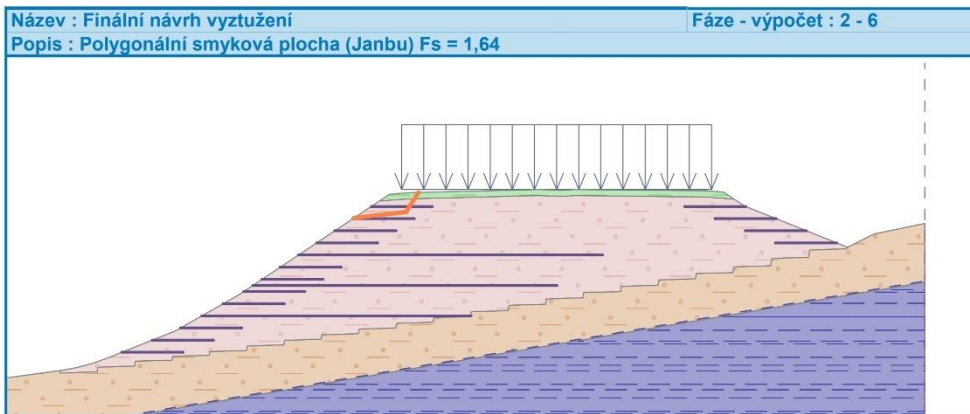 Název : Finální návrh vyztužení Fáze - výpočet : 2 - 6
Popis : Polygonální smyková plocha (Janbu) Fs = 1,64